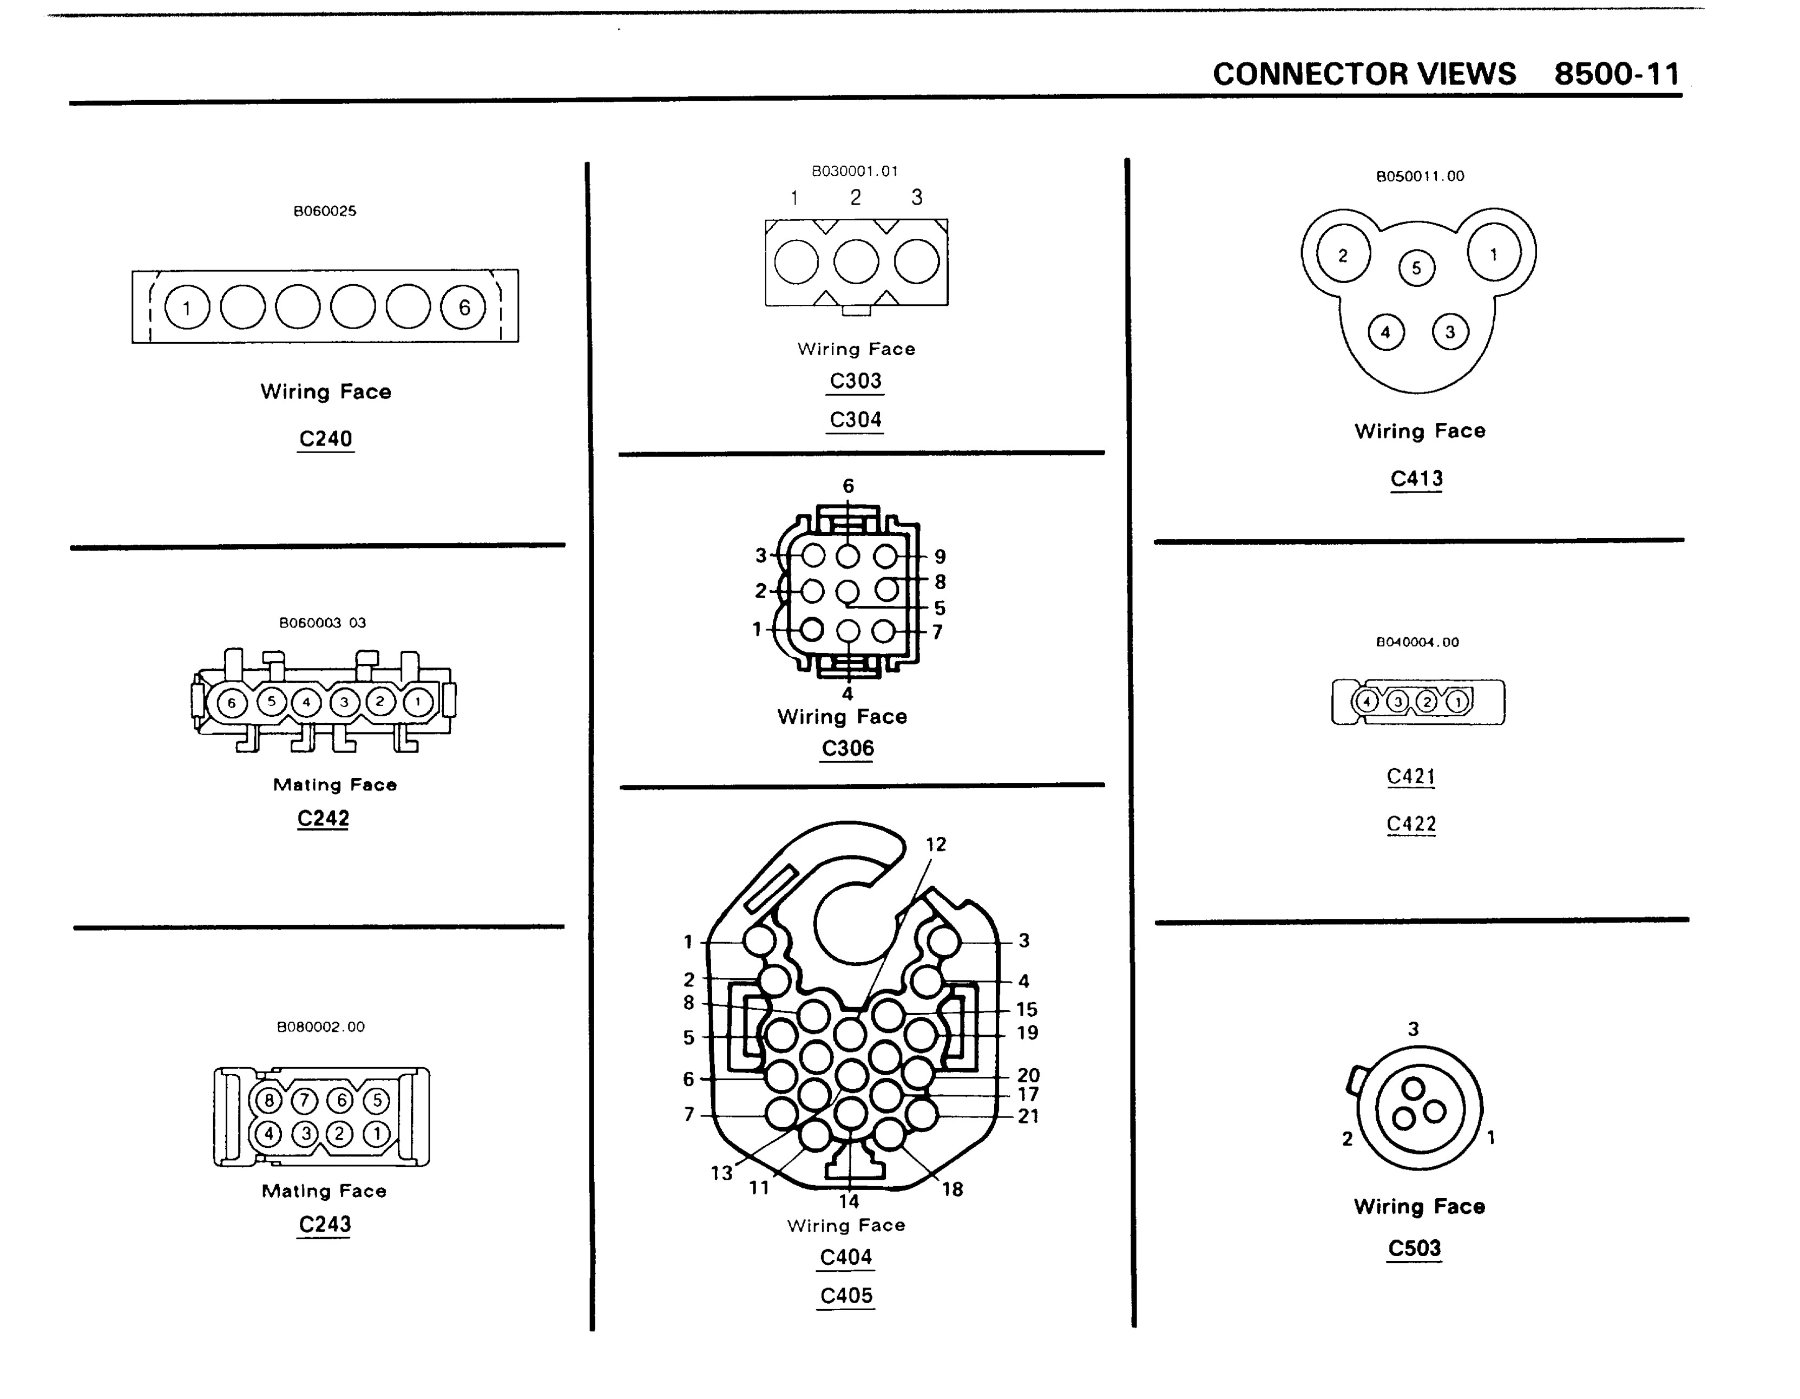 CONNECTOR VIEWS 8500-11
B060025
1 6
Wiring Face
C240
B060003 03
6 5 4 3 2 1
Mating Face
C242
B080002.00
8 7 6 5
4 3 2 1
Mating Face
C243
B030001.01
1 2 3
Wiring Face
C303
C304
6
3 9
2 8
5
1 7
4
Wiring Face
C306
12
1 3
2 4
8 15
5 19
6 20
17
7 21
13 11 14 18
Wiring Face
C404
C405
B050011.00
2 5 1
4 3
Wiring Face
C413
B040004.00
4 3 2 1
C421
C422
3
2 1
Wiring Face
C503